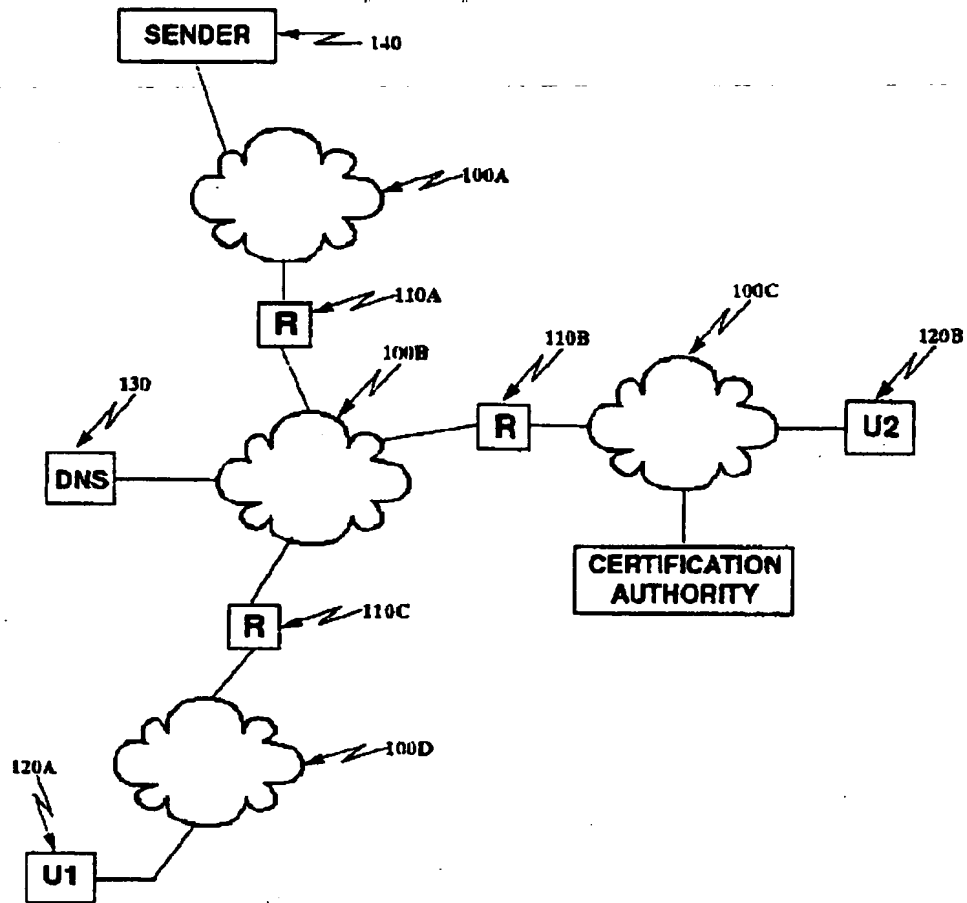 SENDER
140
100A
110A
R
100B
110B
100C
120B
130
DNS
R
U2
CERTIFICATION
AUTHORITY
R
110C
100D
120A
U1